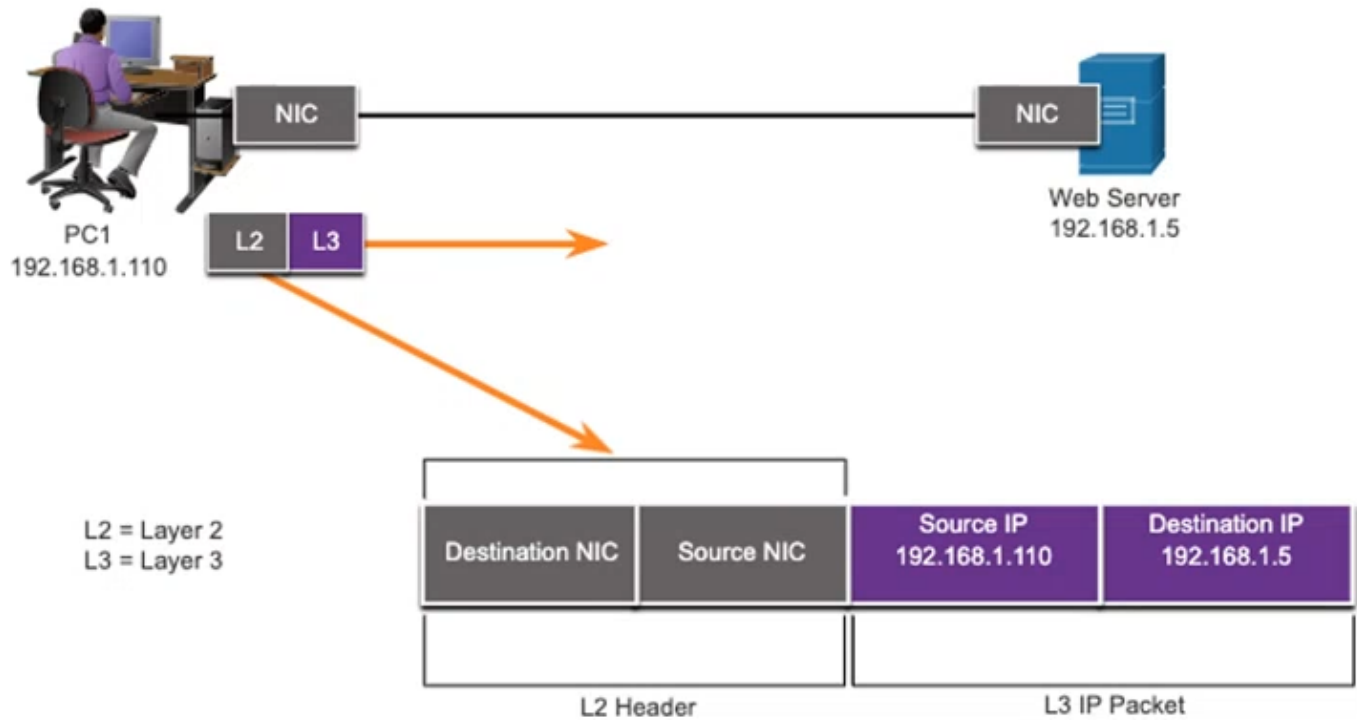 NIC
NIC
Web Server
192.168.1.5
PC1
192.168.1.110
L2
L3
L2 = Layer 2
L3 = Layer 3
Destination NIC
Source NIC
Source IP
192.168.1.110
Destination IP
192.168.1.5
L2 Header
L3 IP Packet